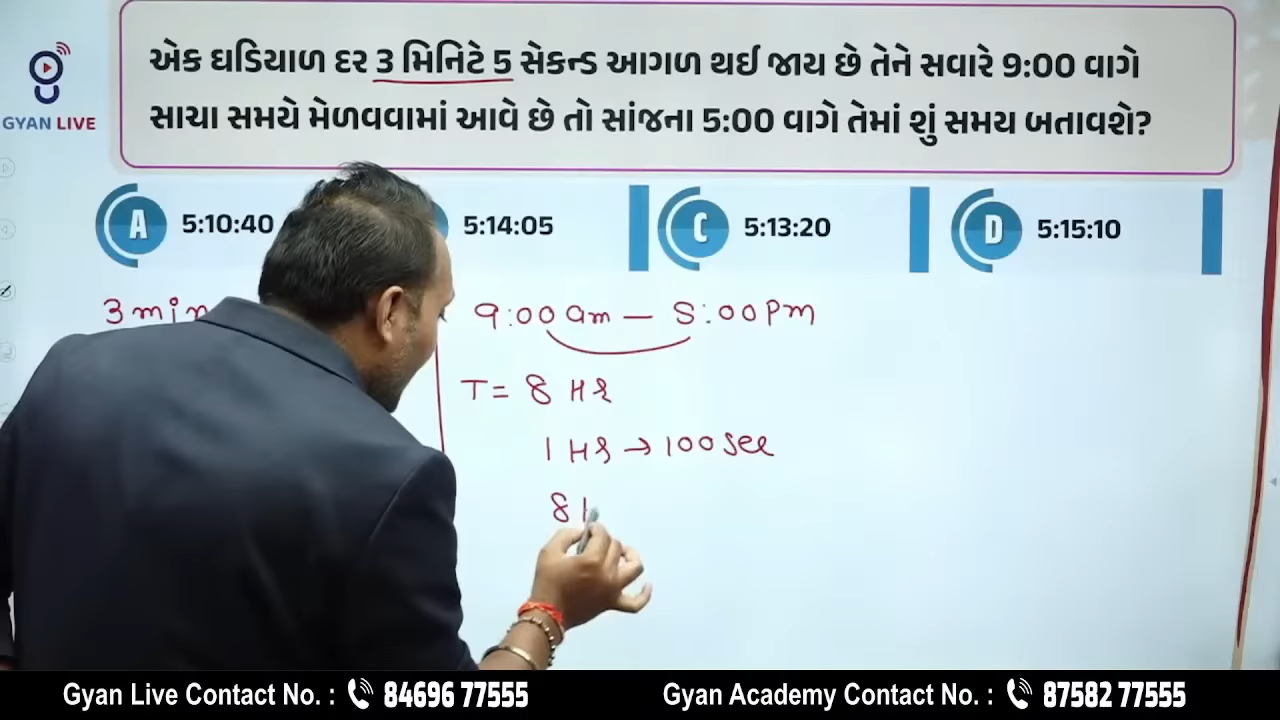 એક ઘડિયાળ દર 3 મિનિટે 5 સેકન્ડ આગળ થઈ જાય છે તેને સવારે 9:00 વાગે
સાચા સમયે મેળવવામાં આવે છે તો સાંજના 5:00 વાગે તેમાં શું સમય બતાવશે?
GYAN LIVE
A 5:10:40
5:14:05
C 5:13:20
D 5:15:10
3 min
9:00 am — 5:00 pm
T = 8 Hr
1 Hr → 100 sec
8
Gyan Live Contact No. : 84696 77555
Gyan Academy Contact No. : 87582 77555